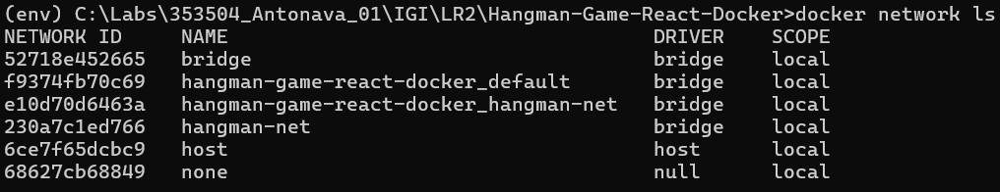 (env) C:\Labs\353504_Antonava_01\IGI\LR2\Hangman-Game-React-Docker>docker network ls
NETWORK ID NAME DRIVER SCOPE
52718e452665 bridge bridge local
f9374fb70c69 hangman-game-react-docker_default bridge local
e10d70d6463a hangman-game-react-docker_hangman-net bridge local
230a7c1ed766 hangman-net bridge local
6ce7f65dcbc9 host host local
68627cb68849 none null local